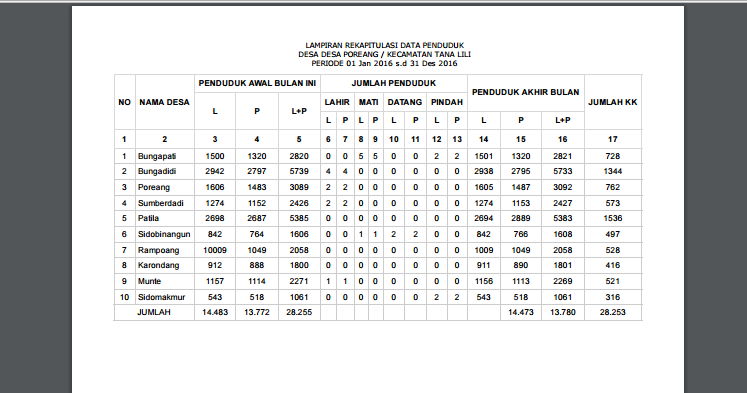 LAMPIRAN REKAPITULASI DATA PENDUDUK
DESA DESA POREANG / KECAMATAN TANA LILI
PERIODE 01 Jan 2016 s.d 31 Des 2016
NO NAMA DESA PENDUDUK AWAL BULAN INI JUMLAH PENDUDUK PENDUDUK AKHIR BULAN JUMLAH KK
L P L+P LAHIR MATI DATANG PINDAH L P L+P
L P L P L P L P
1 2 3 4 5 6 7 8 9 10 11 12 13 14 15 16 17
1 Bungapati 1500 1320 2820 0 0 5 5 0 0 2 2 1501 1320 2821 728
2 Bungadidi 2942 2797 5739 4 4 0 0 0 0 0 0 2938 2795 5733 1344
3 Poreang 1606 1483 3089 2 2 0 0 0 0 0 0 1605 1487 3092 762
4 Sumberdadi 1274 1152 2426 2 2 0 0 0 0 0 0 1274 1153 2427 573
5 Patila 2698 2687 5385 0 0 0 0 0 0 0 0 2694 2889 5383 1536
6 Sidobinangun 842 764 1606 0 0 1 1 2 2 0 0 842 766 1608 497
7 Rampoang 10009 1049 2058 0 0 0 0 0 0 0 0 1009 1049 2058 528
8 Karondang 912 888 1800 0 0 0 0 0 0 0 0 911 890 1801 416
9 Munte 1157 1114 2271 1 1 0 0 0 0 0 0 1156 1113 2269 521
10 Sidomakmur 543 518 1061 0 0 0 0 0 0 2 2 543 518 1061 316
JUMLAH 14.483 13.772 28.255 14.473 13.780 28.253